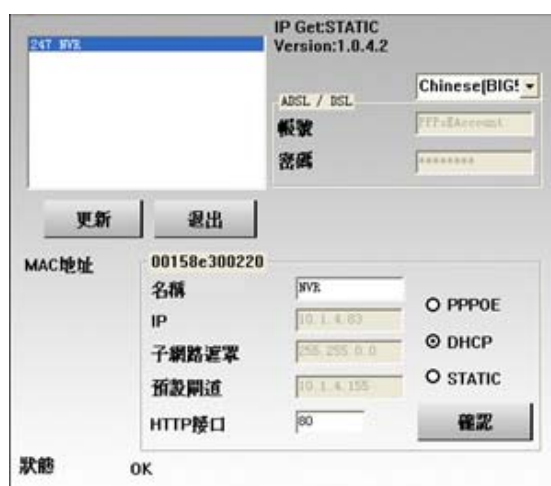 IP Get:STATIC
Version:1.0.4.2
247 NVR
Chinese(BIG!
ADSL / DSL
帳號
PPPoEAccount
密碼
********
更新
退出
MAC地址
00158e300220
名稱
NVR
IP
10.1.4.83
PPPOE
子網路遮罩
255.255.0.0
DHCP
預設閘道
10.1.4.155
STATIC
HTTP接口
80
確認
狀態
OK